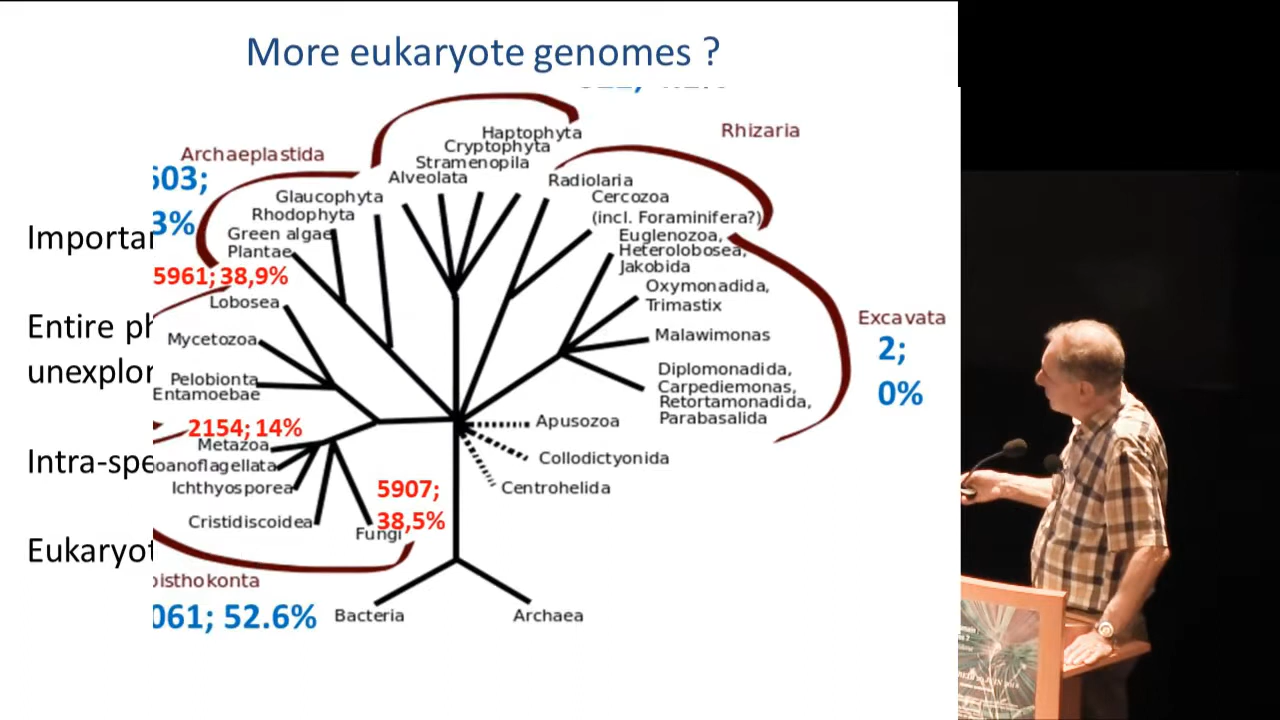 More eukaryote genomes ?
Haptophyta
Cryptophyta
Stramenopila
Alveolata
Rhizaria
Archaeplastida
603;
3%
Glaucophyta
Rhodophyta
Green algae
Plantae
5961; 38,9%
Radiolaria
Cercozoa
(incl. Foraminifera?)
Euglenozoa,
Heterolobosea,
Jakobida
Oxymonadida,
Trimastix
Malawimonas
Diplomonadida,
Carpediemonas,
Retortamonadida,
Parabasalida
Excavata
2;
0%
Importan
Entire ph
unexplor
Intra-spe
Eukaryot
Lobosea
Mycetozoa
Pelobionta
Entamoebae
2154; 14%
Metazoa
oanoflagellata
Ichthyosporea
Cristidiscoidea
Fungi
5907;
38,5%
Apusozoa
Collodictyonida
Centrohelida
pisthokonta
061; 52.6%
Bacteria
Archaea